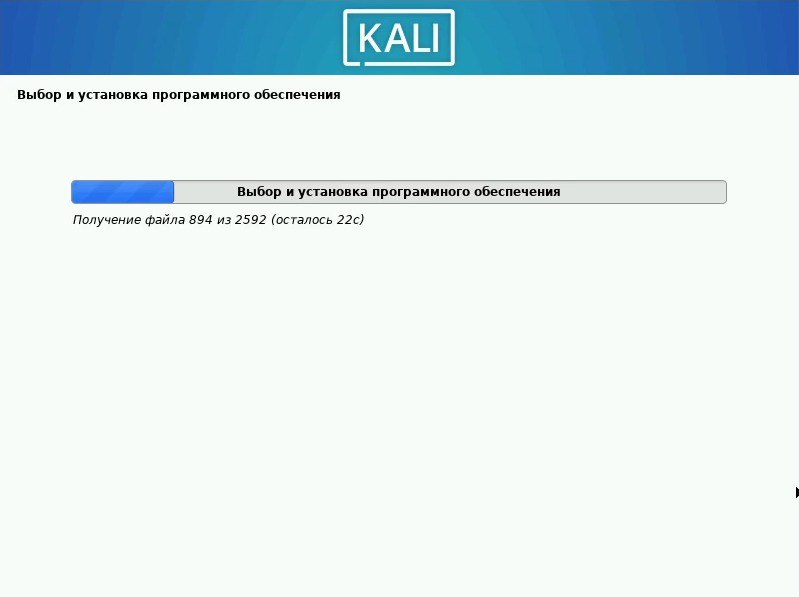 KALI
Выбор и установка программного обеспечения
Выбор и установка программного обеспечения
Получение файла 894 из 2592 (осталось 22с)